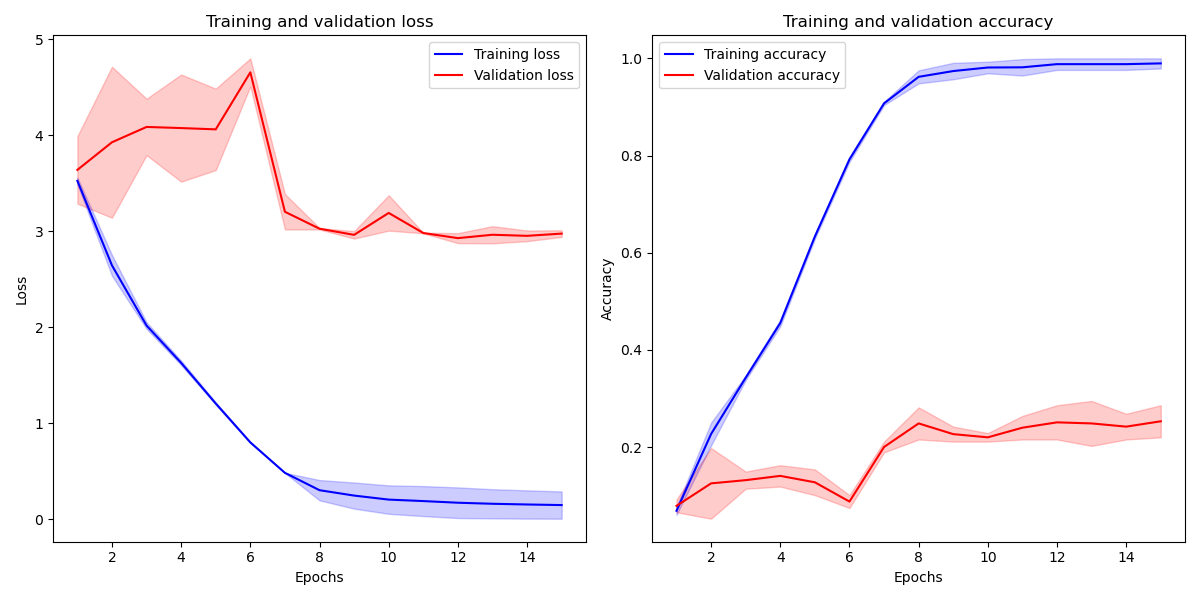 Training and validation loss
5
4
3
2
1
0
Loss
Training loss
Validation loss
2 4 6 8 10 12 14
Epochs
Training and validation accuracy
1.0
0.8
0.6
0.4
0.2
Accuracy
Training accuracy
Validation accuracy
2 4 6 8 10 12 14
Epochs